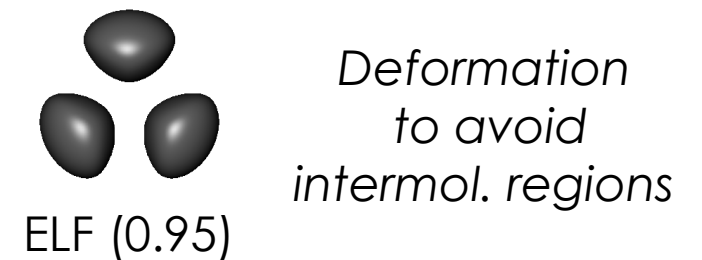 Deformation
to avoid
intermol. regions
ELF (0.95)